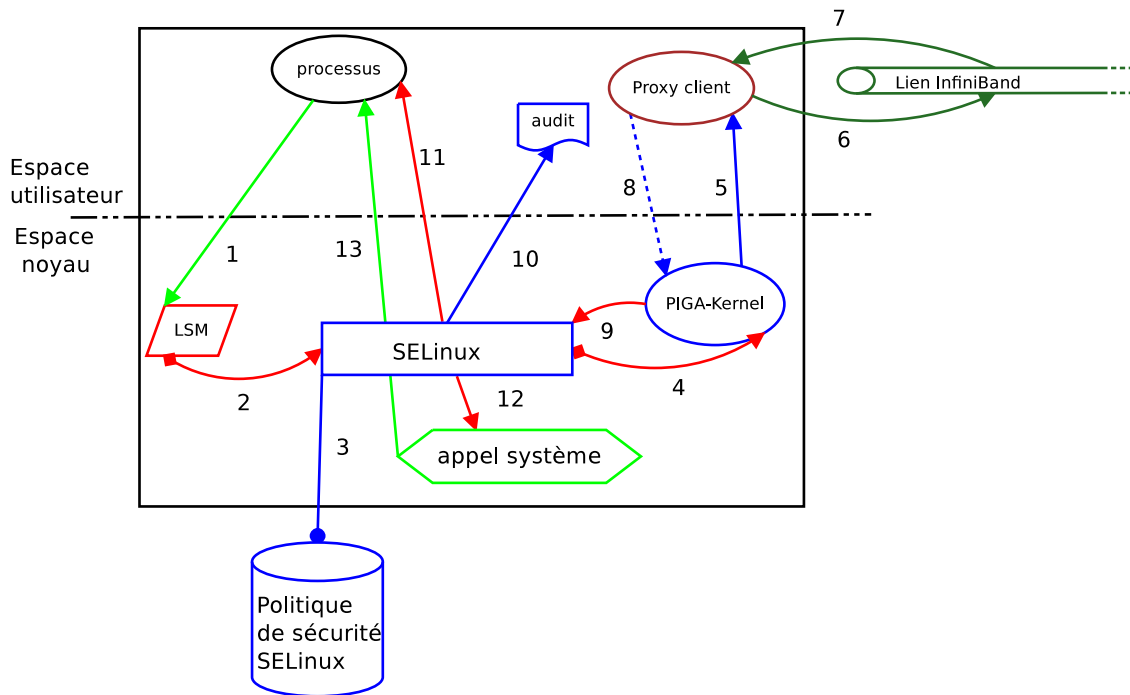 7
processus
Proxy client
Lien InfiniBand
audit
6
11
Espace
utilisateur
8
5
Espace
noyau
1
13
10
PIGA-Kernel
LSM
9
SELinux
2
12
4
3
appel système
Politique
de sécurité
SELinux